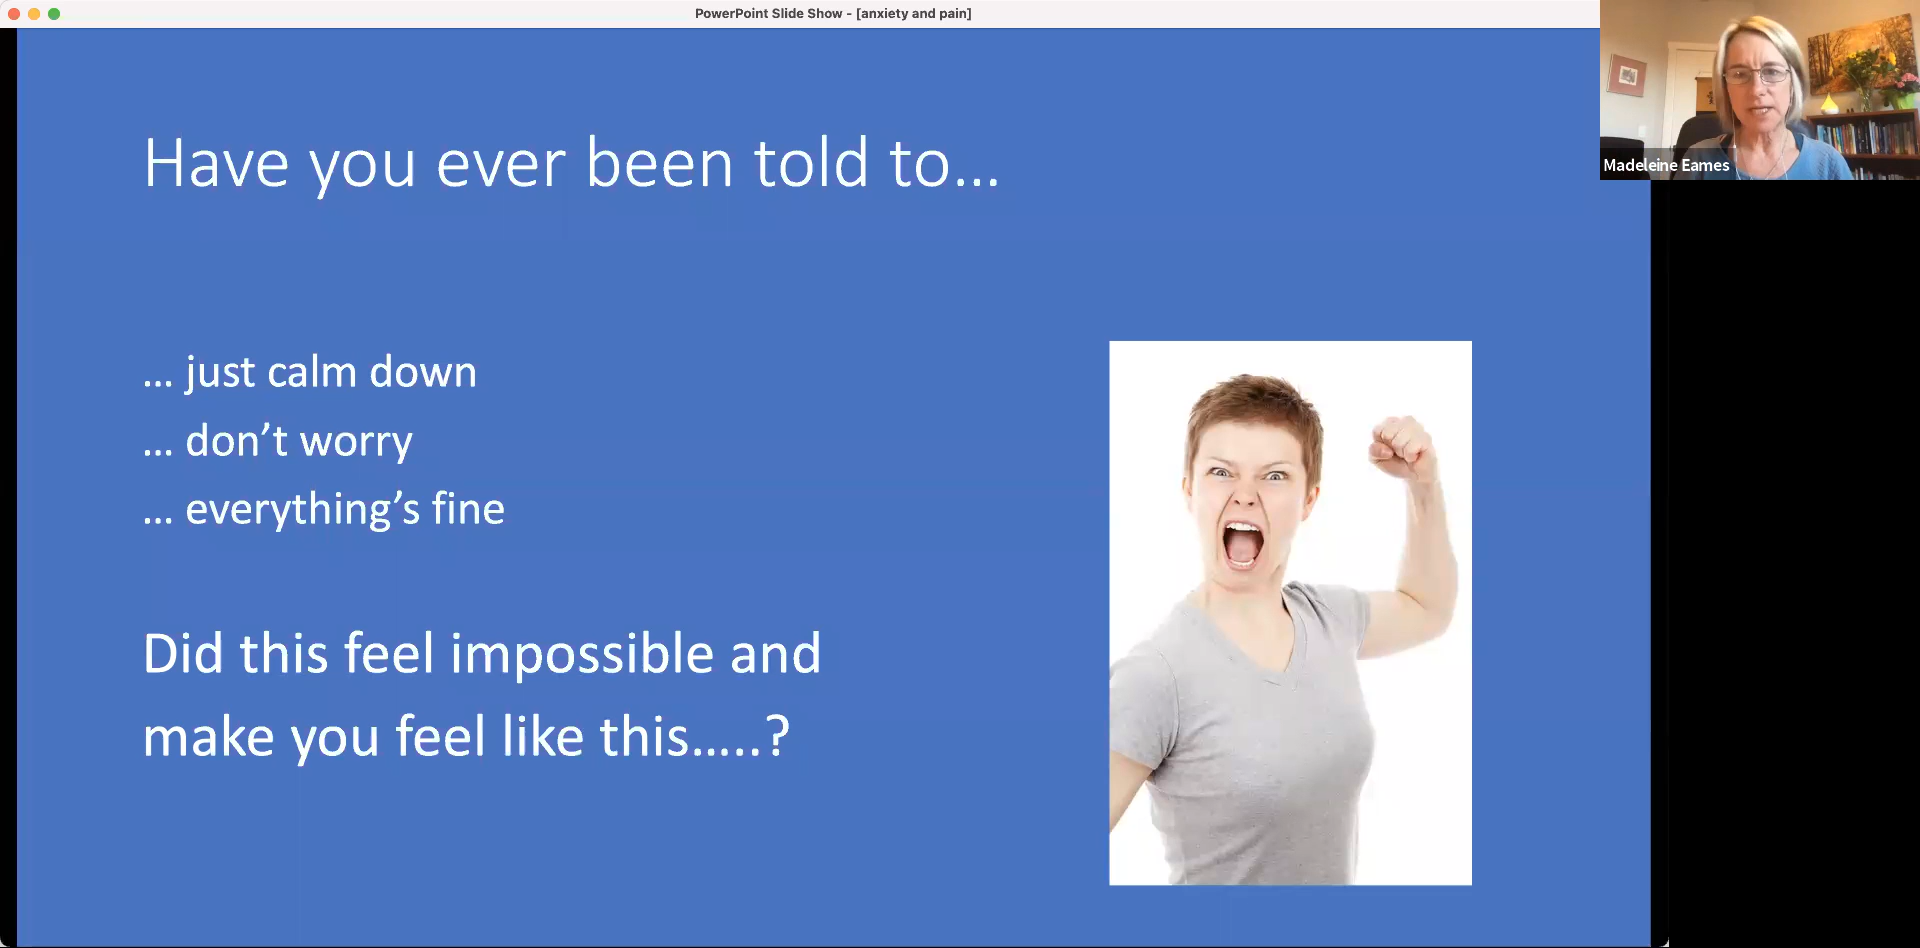 PowerPoint Slide Show - [anxiety and pain]
Madeleine Eames
Have you ever been told to...
... just calm down
... don’t worry
... everything’s fine
Did this feel impossible and
make you feel like this.....?